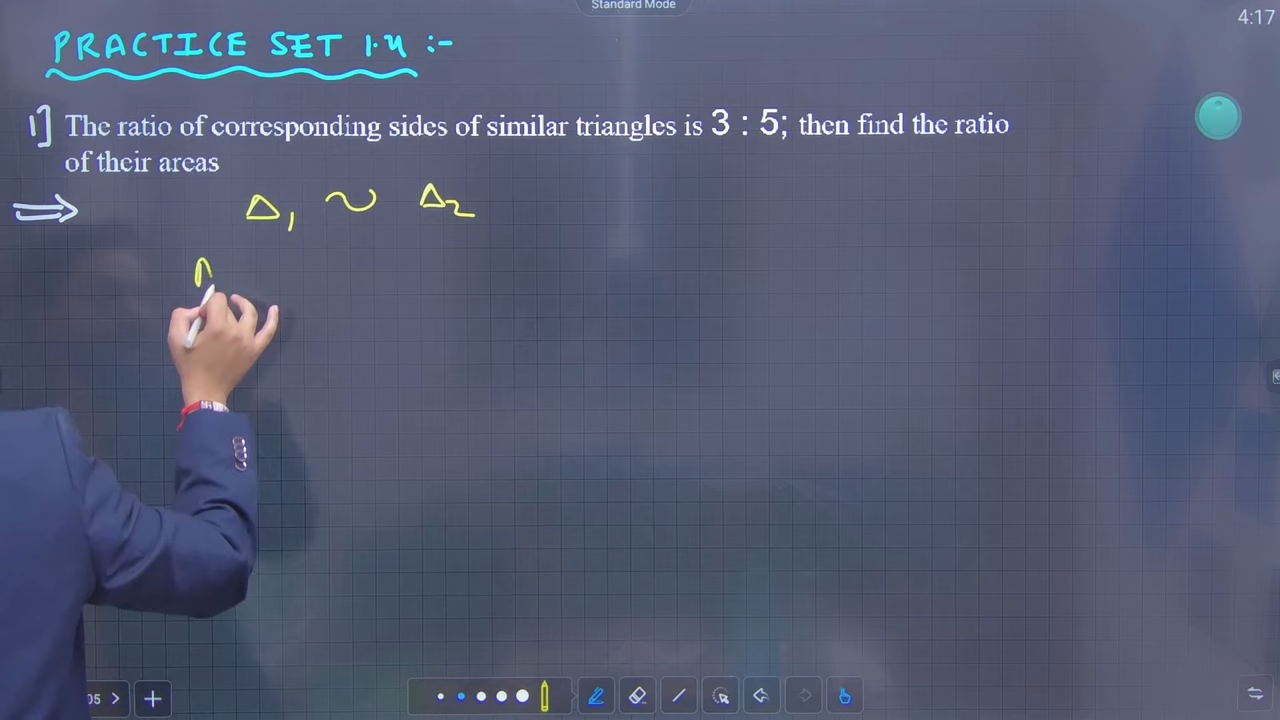 Standard Mode
4:17
PRACTICE SET 1.4 :-
1] The ratio of corresponding sides of similar triangles is 3 : 5; then find the ratio
of their areas
⇒ Δ₁ ~ Δ₂
05